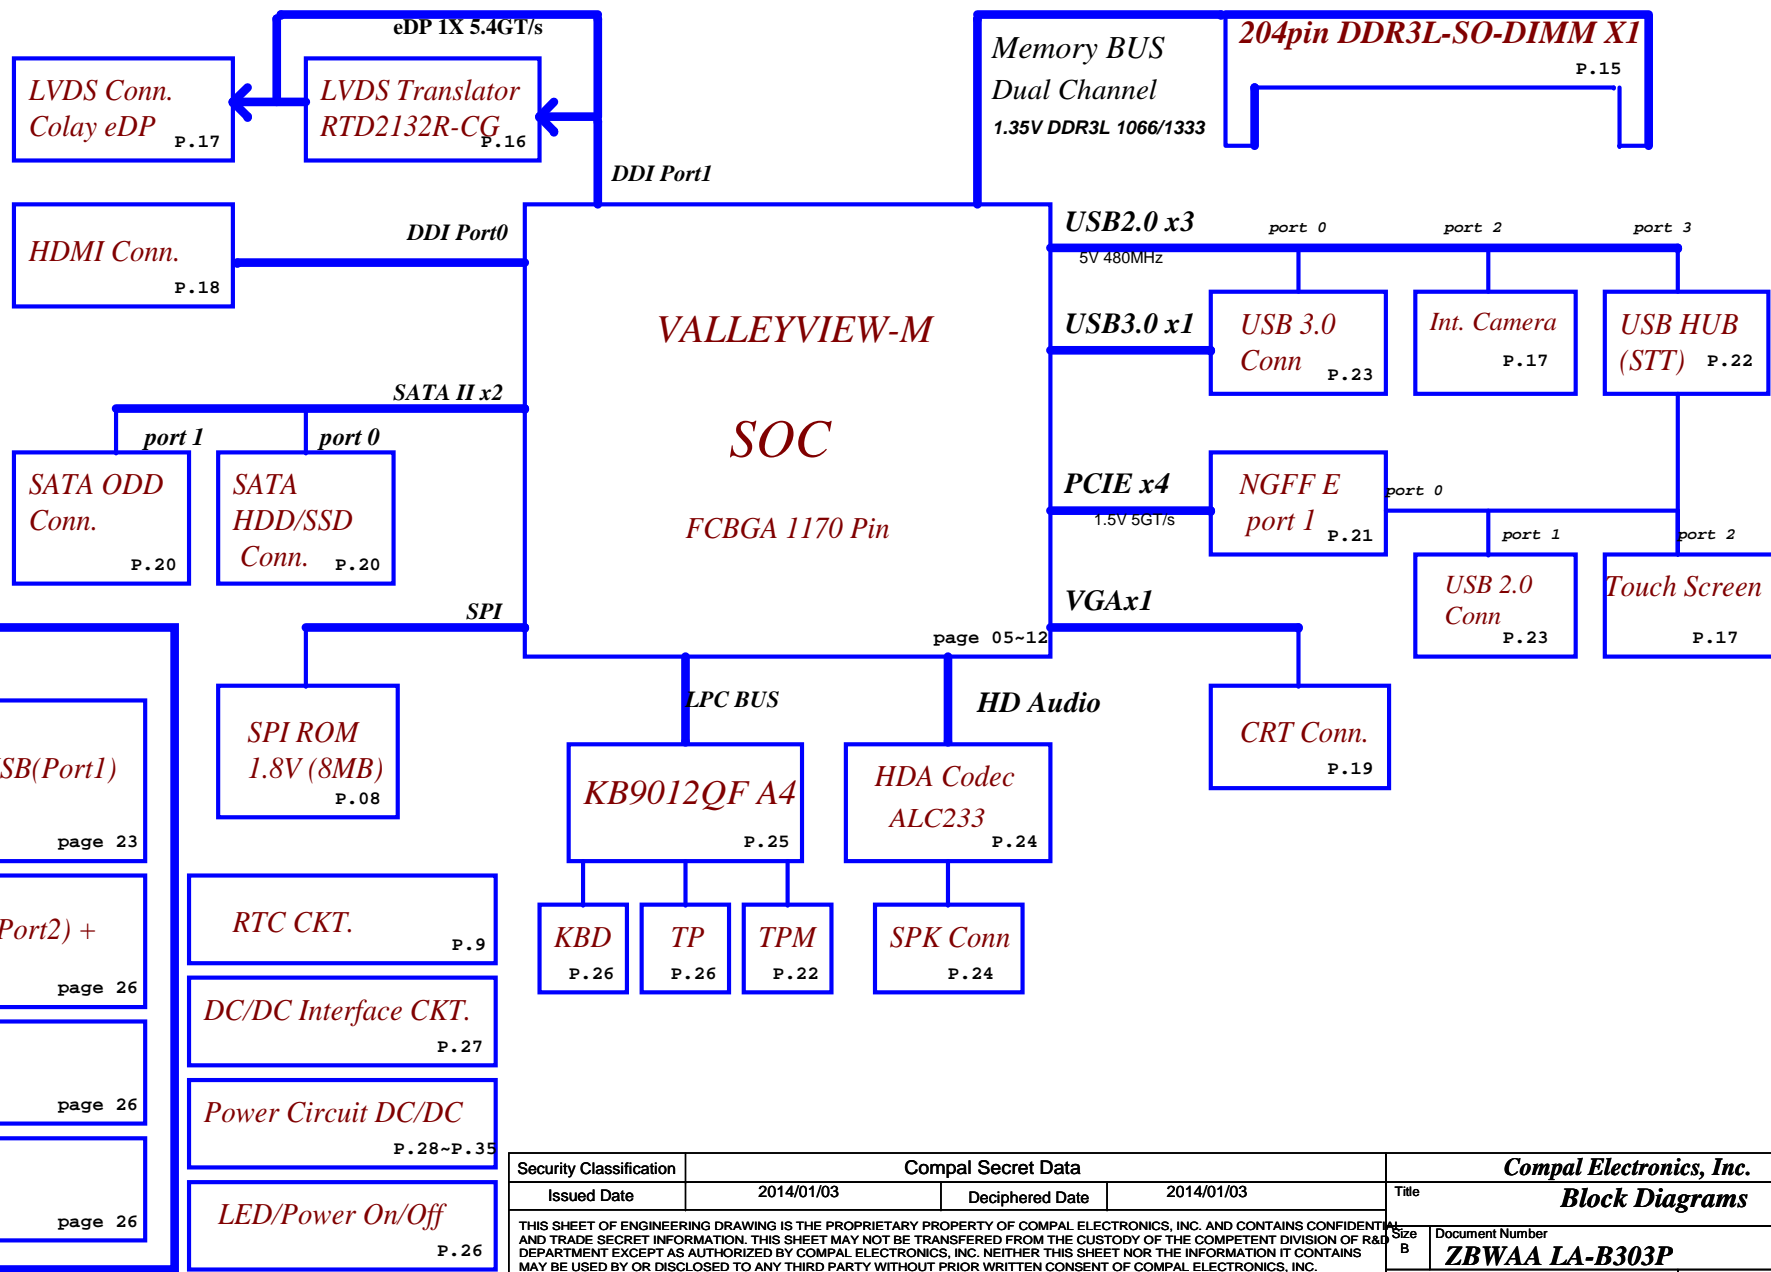 eDP 1X 5.4GT/s
LVDS Conn.
Colay eDP
P.17
LVDS Translator
RTD2132R-CG
P.16
DDI Port1
Memory BUS
Dual Channel
1.35V DDR3L 1066/1333
204pin DDR3L-SO-DIMM X1
P.15
HDMI Conn.
P.18
DDI Port0
VALLEYVIEW-M
SOC
FCBGA 1170 Pin
page 05~12
USB2.0 x3
5V 480MHz
port 0
port 2
port 3
USB3.0 x1
USB 3.0
Conn
P.23
Int. Camera
P.17
USB HUB
(STT)
P.22
SATA II x2
port 1
port 0
SATA ODD
Conn.
P.20
SATA
HDD/SSD
Conn.
P.20
PCIE x4
1.5V 5GT/s
NGFF E
port 1
P.21
port 0
port 1
port 2
USB 2.0
Conn
P.23
Touch Screen
P.17
SPI
SPI ROM
1.8V (8MB)
P.08
VGAx1
CRT Conn.
P.19
LPC BUS
KB9012QF A4
P.25
HD Audio
HDA Codec
ALC233
P.24
KBD
P.26
TP
P.26
TPM
P.22
SPK Conn
P.24
SB(Port1)
page 23
Port2) +
page 26
page 26
page 26
RTC CKT.
P.9
DC/DC Interface CKT.
P.27
Power Circuit DC/DC
P.28~P.35
LED/Power On/Off
P.26
Security Classification
Compal Secret Data
Issued Date
2014/01/03
Deciphered Date
2014/01/03
THIS SHEET OF ENGINEERING DRAWING IS THE PROPRIETARY PROPERTY OF COMPAL ELECTRONICS, INC. AND CONTAINS CONFIDENTIAL
AND TRADE SECRET INFORMATION. THIS SHEET MAY NOT BE TRANSFERED FROM THE CUSTODY OF THE COMPETENT DIVISION OF R&D
DEPARTMENT EXCEPT AS AUTHORIZED BY COMPAL ELECTRONICS, INC. NEITHER THIS SHEET NOR THE INFORMATION IT CONTAINS
MAY BE USED BY OR DISCLOSED TO ANY THIRD PARTY WITHOUT PRIOR WRITTEN CONSENT OF COMPAL ELECTRONICS, INC.
Compal Electronics, Inc.
Title
Block Diagrams
Size
B
Document Number
ZBWAA LA-B303P